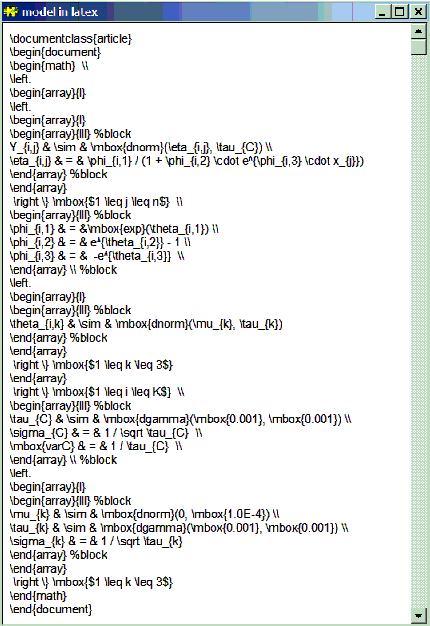 model in latex
\documentclass{article}
\begin{document}
\begin{math} \\
\left.
\begin{array}{l}
\left.
\begin{array}{l}
\begin{array}{lll} %block
Y_{i,j} & \sim & \mbox{dnorm}(\eta_{i,j}, \tau_{C}) \\
\eta_{i,j} & = & \phi_{i,1} / (1 + \phi_{i,2} \cdot e^{\phi_{i,3} \cdot x_{j}})
\end{array} %block
\end{array}
\right \} \mbox{$1 \leq j \leq n$} \\
\begin{array}{lll} %block
\phi_{i,1} & = &\mbox{exp}(\theta_{i,1}) \\
\phi_{i,2} & = & e^{\theta_{i,2}} - 1 \\
\phi_{i,3} & = & -e^{\theta_{i,3}} \\
\end{array} \\ %block
\left.
\begin{array}{l}
\begin{array}{lll} %block
\theta_{i,k} & \sim & \mbox{dnorm}(\mu_{k}, \tau_{k})
\end{array} %block
\end{array}
\right \} \mbox{$1 \leq k \leq 3$}
\end{array}
\right \} \mbox{$1 \leq i \leq K$} \\
\begin{array}{lll} %block
\tau_{C} & \sim & \mbox{dgamma}(\mbox{0.001}, \mbox{0.001}) \\
\sigma_{C} & = & 1 / \sqrt \tau_{C} \\
\mbox{varC} & = & 1 / \tau_{C} \\
\end{array} \\ %block
\left.
\begin{array}{l}
\begin{array}{lll} %block
\mu_{k} & \sim & \mbox{dnorm}(0, \mbox{1.0E-4}) \\
\tau_{k} & \sim & \mbox{dgamma}(\mbox{0.001}, \mbox{0.001}) \\
\sigma_{k} & = & 1 / \sqrt \tau_{k}
\end{array} %block
\end{array}
\right \} \mbox{$1 \leq k \leq 3$}
\end{math}
\end{document}